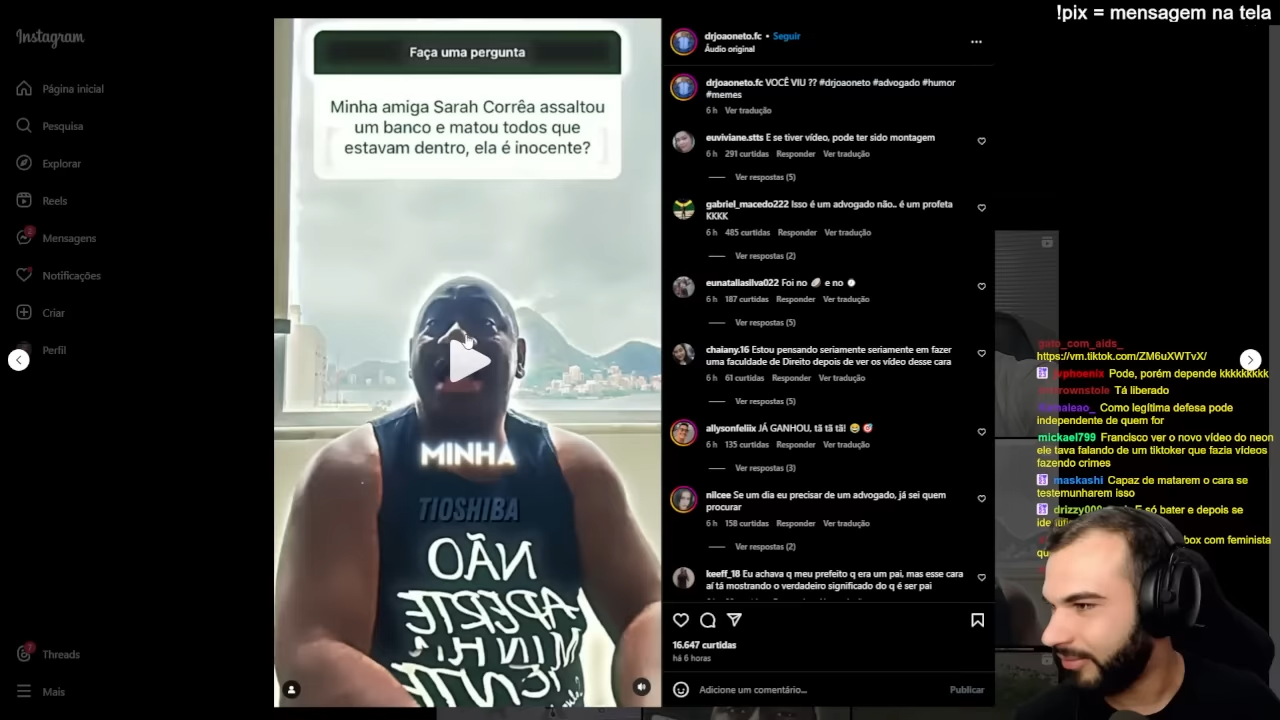 !pix = mensagem na tela
Instagram
Página inicial
Pesquisa
Explorar
Reels
2
Mensagens
Notificações
Criar
Perfil
7
Threads
Mais
Faça uma pergunta
Minha amiga Sarah Corrêa assaltou
um banco e matou todos que
estavam dentro, ela é inocente?
MINHA
TIOSHIBA
NÃO
APERTE
MINHA
drjoaoneto.fc • Seguir
Áudio original
drjoaoneto.fc VOCÊ VIU ?? #drjoaoneto #advogado #humor
#memes
6 h Ver tradução
euviviane.stts E se tiver vídeo, pode ter sido montagem
6 h 291 curtidas Responder Ver tradução
Ver respostas (5)
gabriel_macedo222 Isso é um advogado não.. é um profeta
KKKK
6 h 485 curtidas Responder Ver tradução
Ver respostas (2)
eunataliasilva022 Foi no 🏉 e no ⏱
6 h 187 curtidas Responder Ver tradução
Ver respostas (5)
chaiany.16 Estou pensando seriamente seriamente em fazer
uma faculdade de Direito depois de ver os vídeo desse cara
6 h 61 curtidas Responder Ver tradução
Ver respostas (5)
allysonfeliix JÁ GANHOU, tã tã tã! 😂 🎯
6 h 135 curtidas Responder Ver tradução
Ver respostas (3)
nilcee Se um dia eu precisar de um advogado, já sei quem
procurar
6 h 158 curtidas Responder Ver tradução
Ver respostas (2)
keeff_18 Eu achava q meu prefeito q era um pai, mas esse cara
aí tá mostrando o verdadeiro significado do q é ser pai
16.647 curtidas
há 6 horas
Adicione um comentário...
Publicar
gato_com_aids_
https://vm.tiktok.com/ZM6uXWTvX/
Pode, porém depende kkkkkkkkk
Tá liberado
Como legítima defesa pode
independente de quem for
mickael799 Francisco ver o novo vídeo do neon
ele tava falando de um tiktoker que fazia vídeos
fazendo crimes
maskashi Capaz de matarem o cara se
testemunharem isso
E só bater e depois se
box com feminista